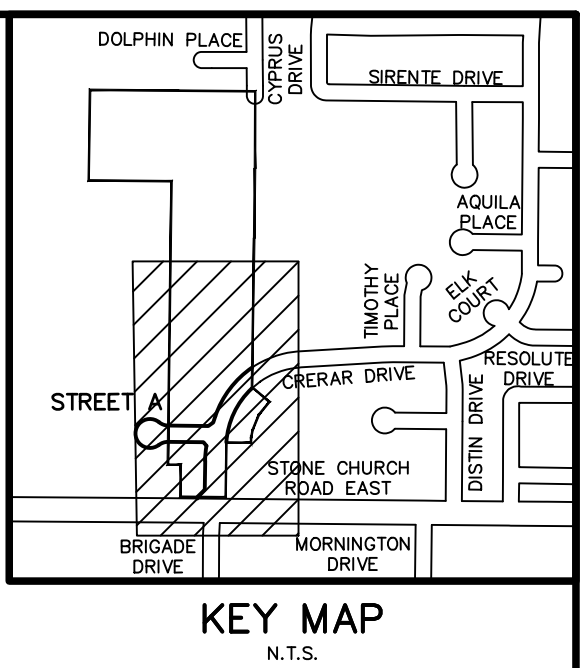 DOLPHIN PLACE
CYPRUS
DRIVE
SIRENTE DRIVE
AQUILA
PLACE
TIMOTHY
PLACE
ELK
COURT
RESOLUTE
DRIVE
CRERAR DRIVE
DISTIN DRIVE
STREET A
STONE CHURCH
ROAD EAST
BRIGADE
DRIVE
MORNINGTON
DRIVE
KEY MAP
N.T.S.